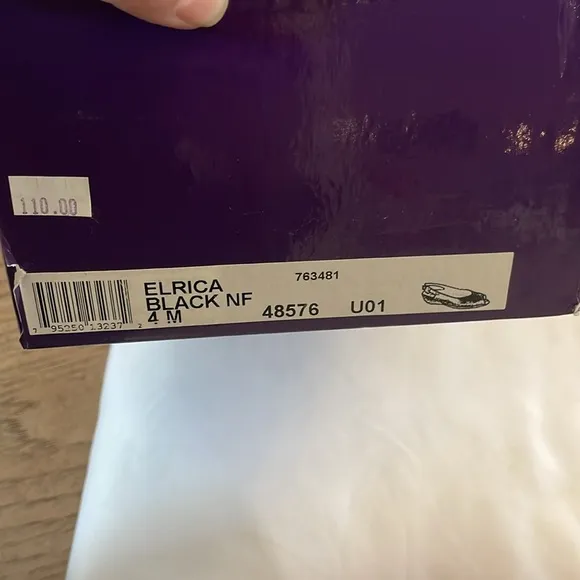 110.00
763481
ELRICA
BLACK NF
4 M
48576 U01
7 95250 13237 2